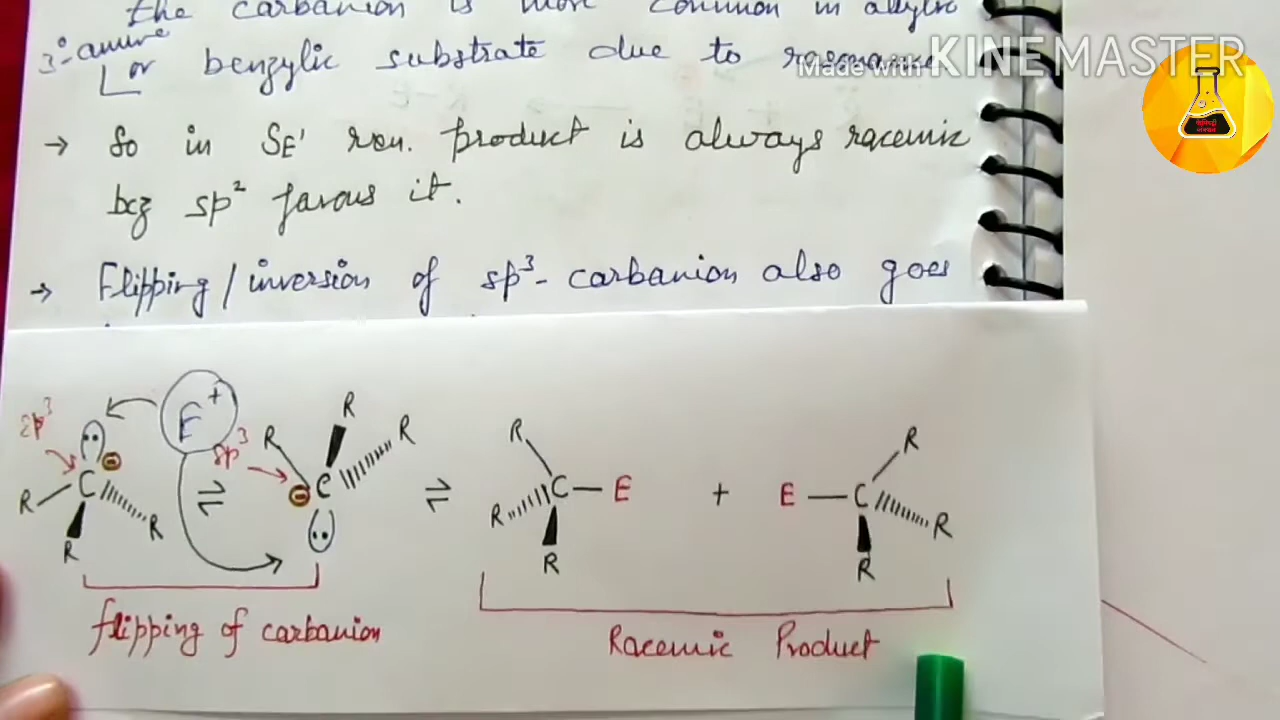 the carbanion is more common in allylic
3°-amine
or benzylic substrate due to resonance
Made with KINEMASTER
→ So in SE' rxn. product is always racemic
bcz sp² favous it.
→ Flipping/inversion of sp³-carbanion also goes
sp³ E⁺ R R
R sp³ R
C ⊖ ⇌ ⊖ C ⇌ R C — E + E — C R
R R R R
R R R
flipping of carbanion
Racemic Product